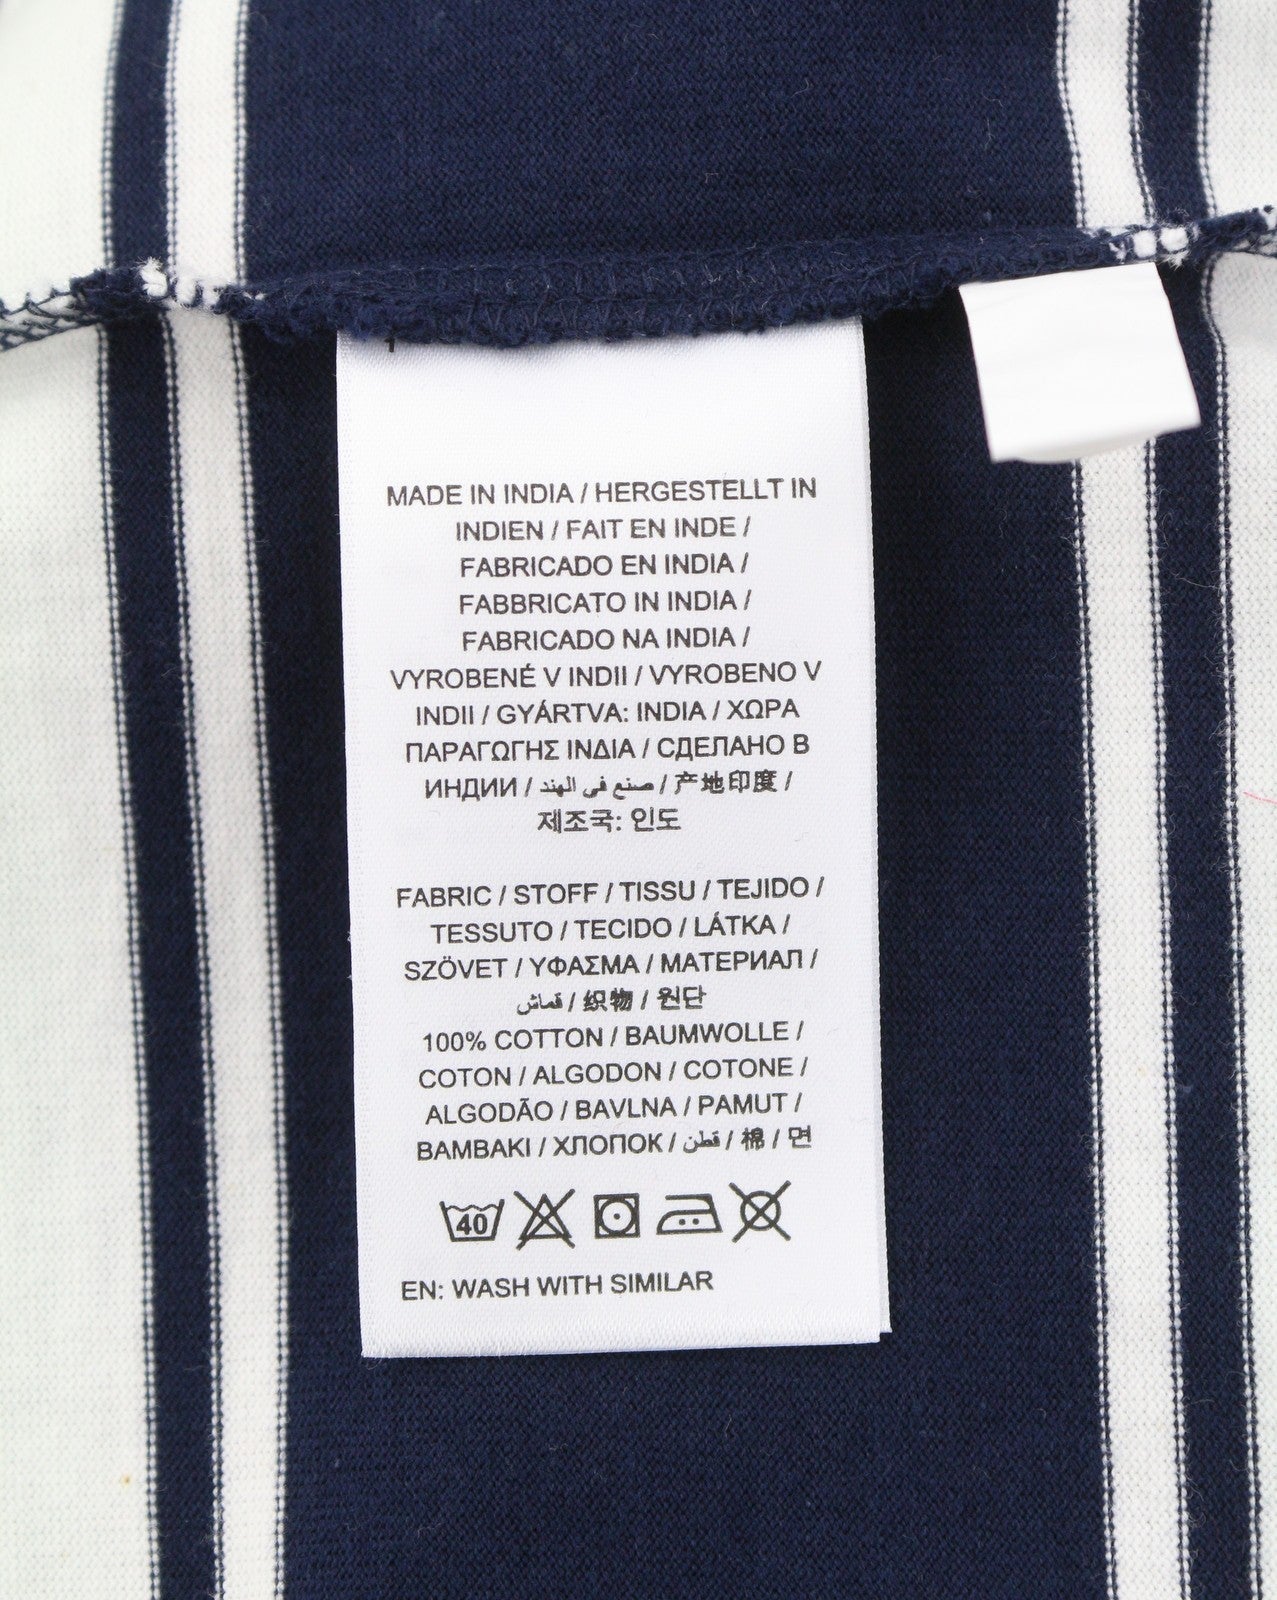 MADE IN INDIA / HERGESTELLT IN
INDIEN / FAIT EN INDE /
FABRICADO EN INDIA /
FABBRICATO IN INDIA /
FABRICADO NA INDIA /
VYROBENÉ V INDII / VYROBENO V
INDII / GYÁRTVA: INDIA / ΧΩΡΑ
ΠΑΡΑΓΩΓΗΣ ΙΝΔΙΑ / СДЕЛАНО В
ИНДИИ / صنع في الهند / 产地印度 /
제조국: 인도
FABRIC / STOFF / TISSU / TEJIDO /
TESSUTO / TECIDO / LÁTKA /
SZÖVET / ΥΦΑΣΜΑ / МАТЕРИАЛ /
قماش / 织物 / 원단
100% COTTON / BAUMWOLLE /
COTON / ALGODON / COTONE /
ALGODÃO / BAVLNA / PAMUT /
BAMBAKI / ХЛОПОК / قطن / 棉 / 면
40
EN: WASH WITH SIMILAR